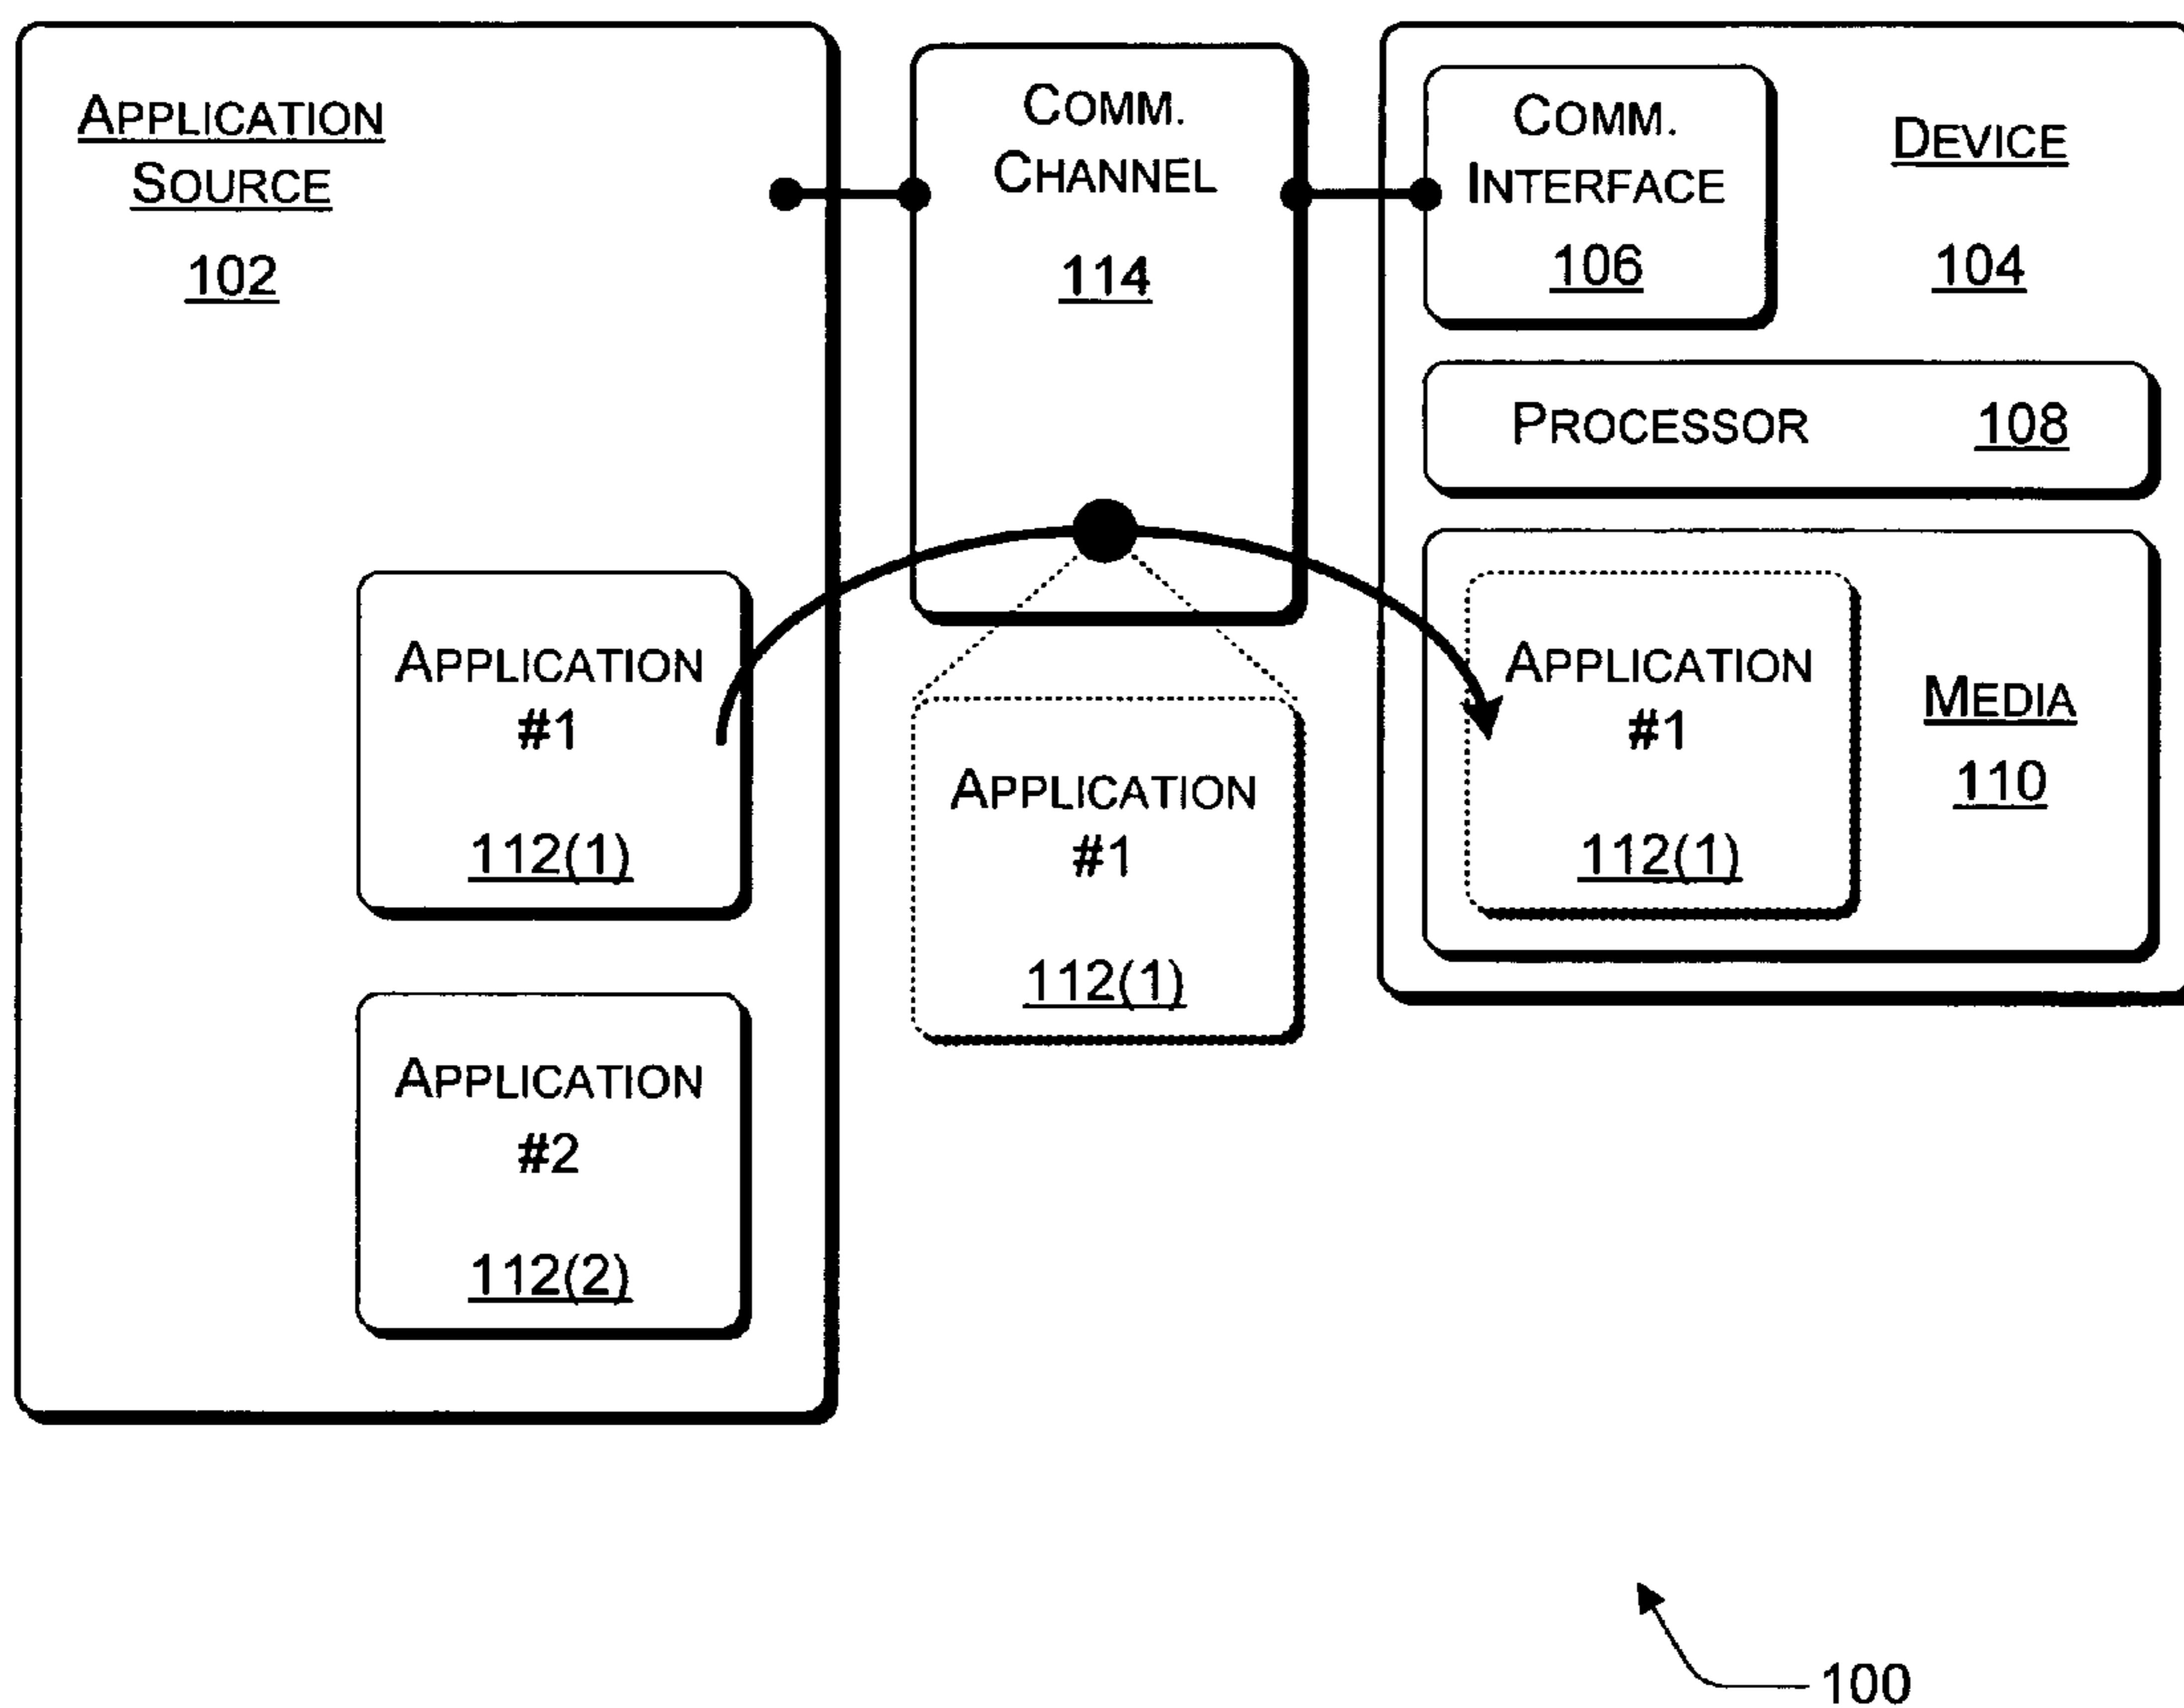 APPLICATION
SOURCE
102
COMM.
CHANNEL
114
COMM.
INTERFACE
106
DEVICE
104
PROCESSOR 108
APPLICATION
#1
112(1)
APPLICATION
#2
112(2)
APPLICATION
#1
112(1)
APPLICATION
#1
112(1)
MEDIA
110
100